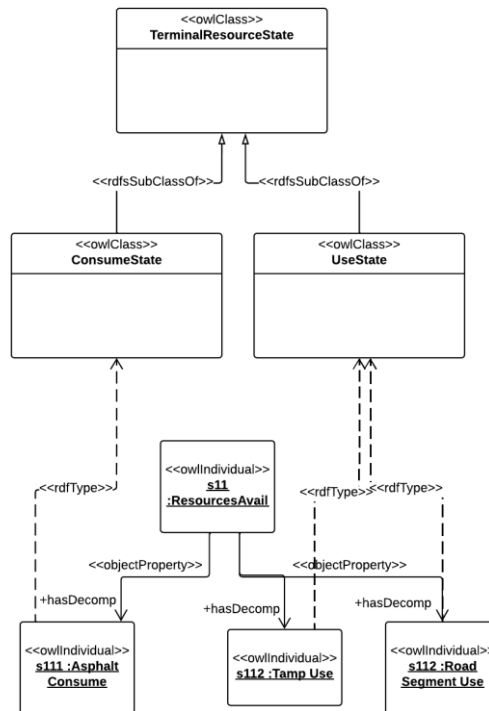 <<owlClass>>
TerminalResourceState
<<rdfsSubClassOf>>
<<rdfsSubClassOf>>
<<owlClass>>
ConsumeState
<<owlClass>>
UseState
<<owlIndividual>>
s11
:ResourcesAvail
<<rdfType>>
<<rdfType>>
<<rdfType>>
<<objectProperty>>
<<objectProperty>>
+hasDecomp
+hasDecomp
+hasDecomp
<<owlIndividual>>
s111 :Asphalt
Consume
<<owlIndividual>>
s112 :Tamp Use
<<owlIndividual>>
s112 :Road
Segment Use